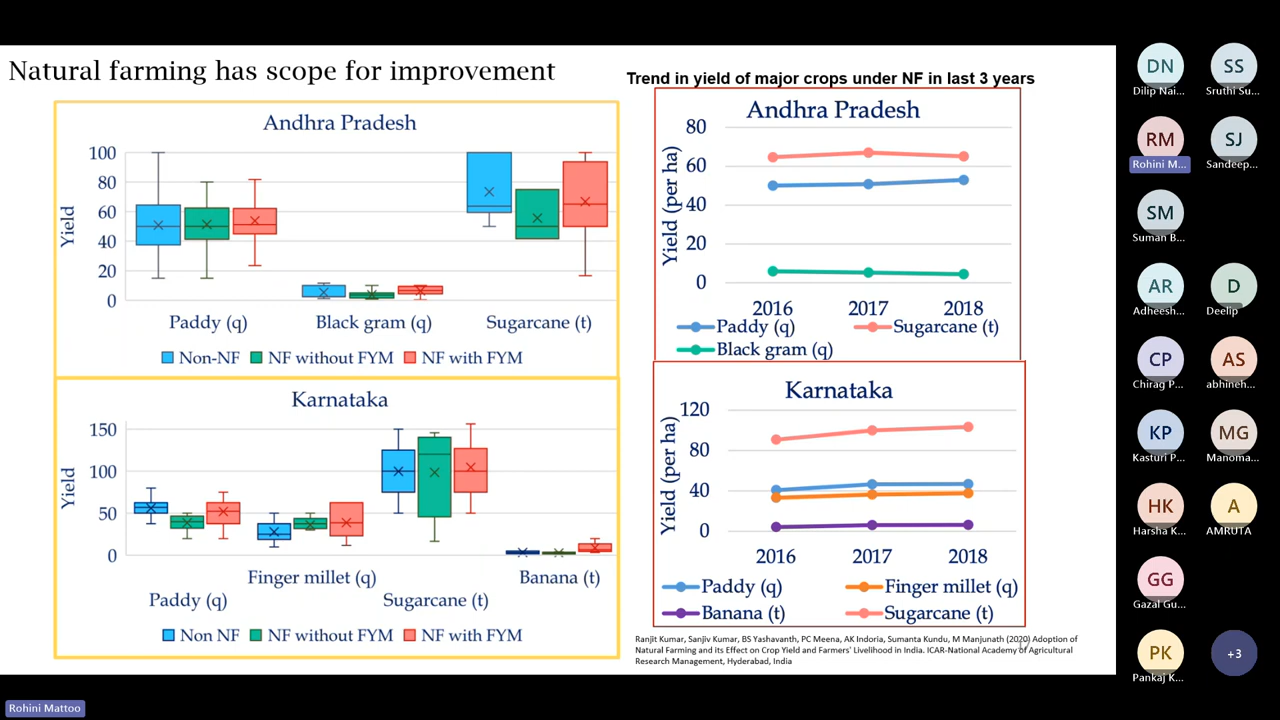 Natural farming has scope for improvement
Andhra Pradesh
100
80
60
40
20
0
Yield
Paddy (q)
Black gram (q)
Sugarcane (t)
Non-NF
NF without FYM
NF with FYM
Karnataka
150
100
50
0
Yield
Finger millet (q)
Banana (t)
Paddy (q)
Sugarcane (t)
Non NF
NF without FYM
NF with FYM
Trend in yield of major crops under NF in last 3 years
Andhra Pradesh
80
60
40
20
0
Yield (per ha)
2016
2017
2018
Paddy (q)
Sugarcane (t)
Black gram (q)
Karnataka
120
80
40
0
Yield (per ha)
2016
2017
2018
Paddy (q)
Finger millet (q)
Banana (t)
Sugarcane (t)
Ranjit Kumar, Sanjiv Kumar, BS Yashavanth, PC Meena, AK Indoria, Sumanta Kundu, M Manjunath (2020) Adoption of
Natural Farming and its Effect on Crop Yield and Farmers' Livelihood in India. ICAR-National Academy of Agricultural
Research Management, Hyderabad, India
DN
Dilip Nai...
SS
Sruthi Su...
RM
Rohini M...
SJ
Sandeep...
SM
Suman B...
AR
Adheesh...
D
Deelip
CP
Chirag P...
AS
abhineh...
KP
Kasturi P...
MG
Manoma...
HK
Harsha K...
A
AMRUTA
GG
Gazal Gu...
PK
Pankaj K...
+3
Rohini Mattoo